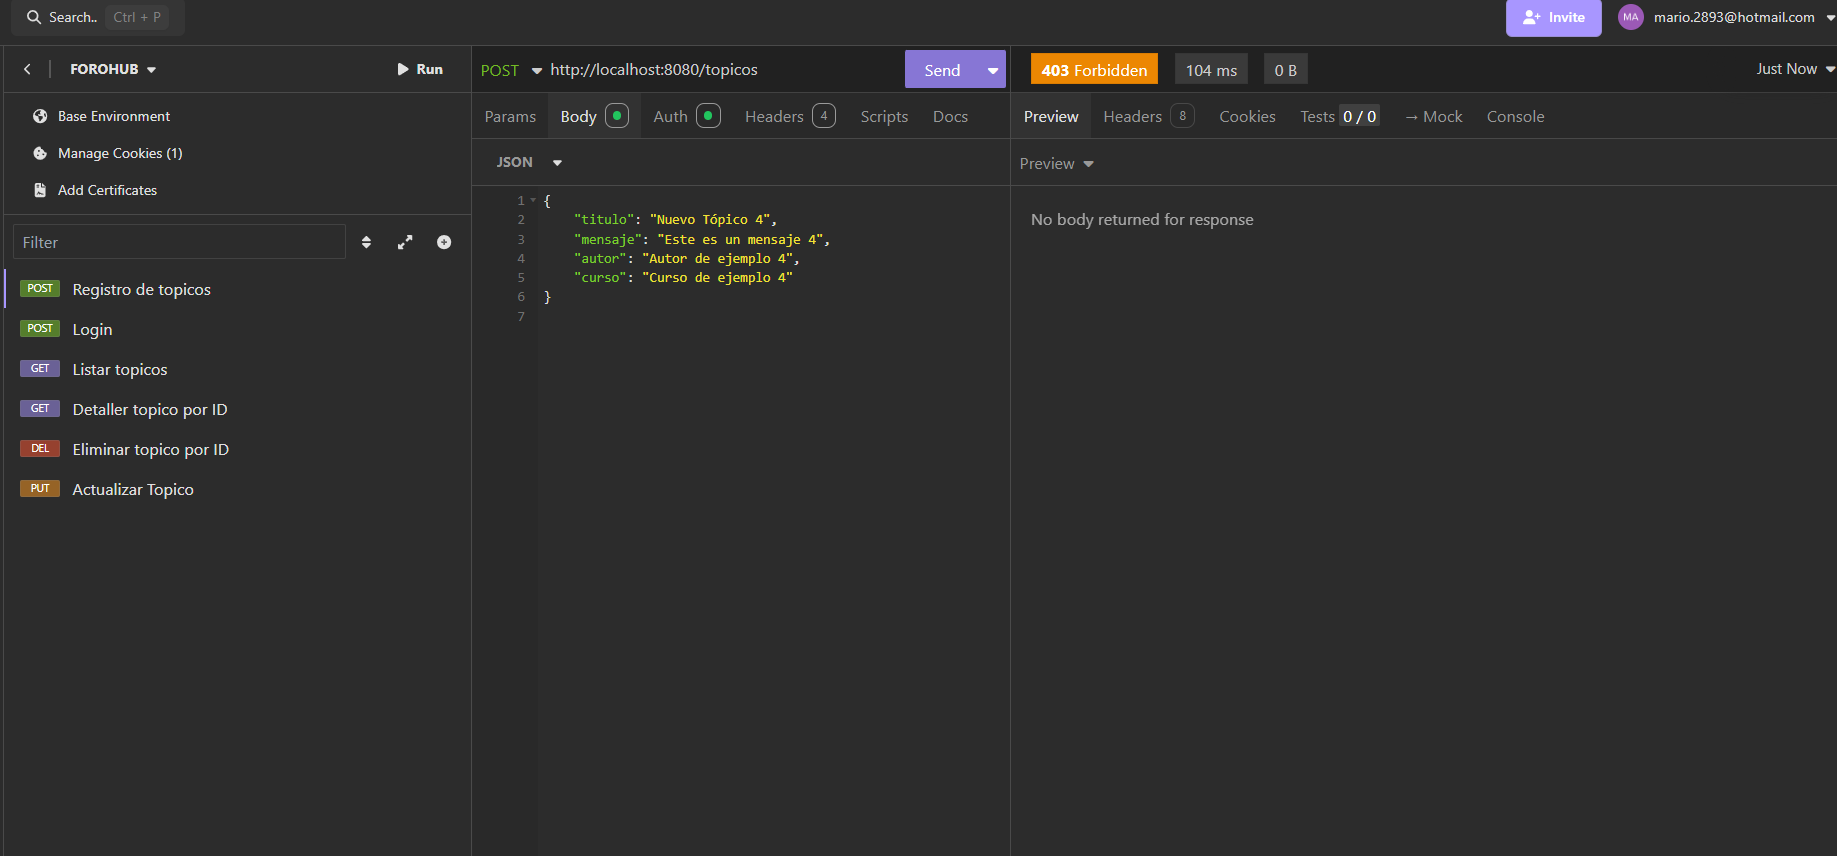 Search.. Ctrl + P
Invite MA mario.2893@hotmail.com
FOROHUB Run
POST http://localhost:8080/topicos Send
403 Forbidden 104 ms 0 B Just Now
Base Environment
Manage Cookies (1)
Add Certificates
Filter
POST Registro de topicos
POST Login
GET Listar topicos
GET Detaller topico por ID
DEL Eliminar topico por ID
PUT Actualizar Topico
Params Body Auth Headers 4 Scripts Docs
JSON
1 {
2 "titulo": "Nuevo Tópico 4",
3 "mensaje": "Este es un mensaje 4",
4 "autor": "Autor de ejemplo 4",
5 "curso": "Curso de ejemplo 4"
6 }
7
Preview Headers 8 Cookies Tests 0 / 0 → Mock Console
Preview
No body returned for response